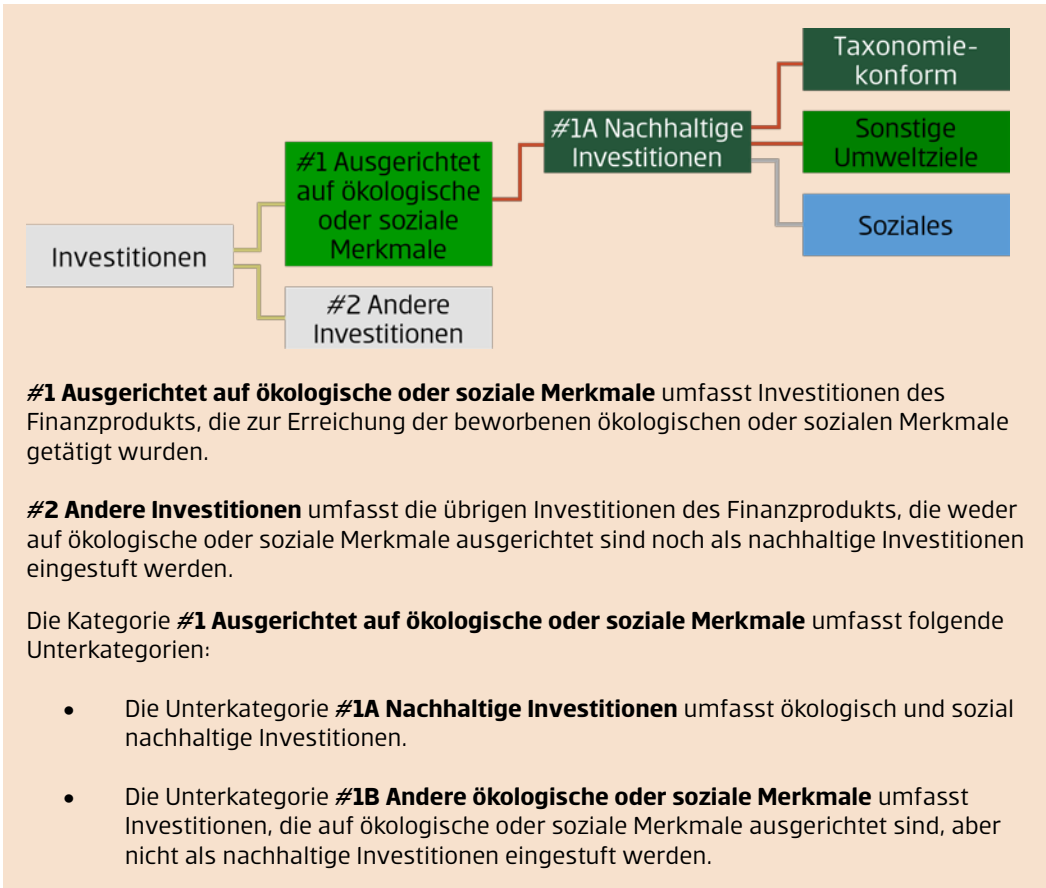 Taxonomie-
konform
#1A Nachhaltige
Investitionen
Sonstige
Umweltziele
#1 Ausgerichtet
auf ökologische
oder soziale
Merkmale
Soziales
Investitionen
#2 Andere
Investitionen
#1 Ausgerichtet auf ökologische oder soziale Merkmale umfasst Investitionen des
Finanzprodukts, die zur Erreichung der beworbenen ökologischen oder sozialen Merkmale
getätigt wurden.
#2 Andere Investitionen umfasst die übrigen Investitionen des Finanzprodukts, die weder
auf ökologische oder soziale Merkmale ausgerichtet sind noch als nachhaltige Investitionen
eingestuft werden.
Die Kategorie #1 Ausgerichtet auf ökologische oder soziale Merkmale umfasst folgende
Unterkategorien:
• Die Unterkategorie #1A Nachhaltige Investitionen umfasst ökologisch und sozial
nachhaltige Investitionen.
• Die Unterkategorie #1B Andere ökologische oder soziale Merkmale umfasst
Investitionen, die auf ökologische oder soziale Merkmale ausgerichtet sind, aber
nicht als nachhaltige Investitionen eingestuft werden.